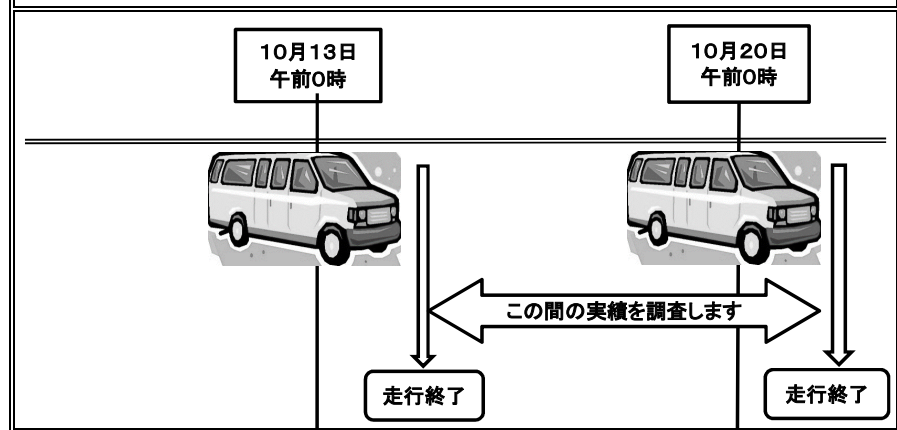 10月13日
午前0時
10月20日
午前0時
この間の実績を調査します
走行終了
走行終了